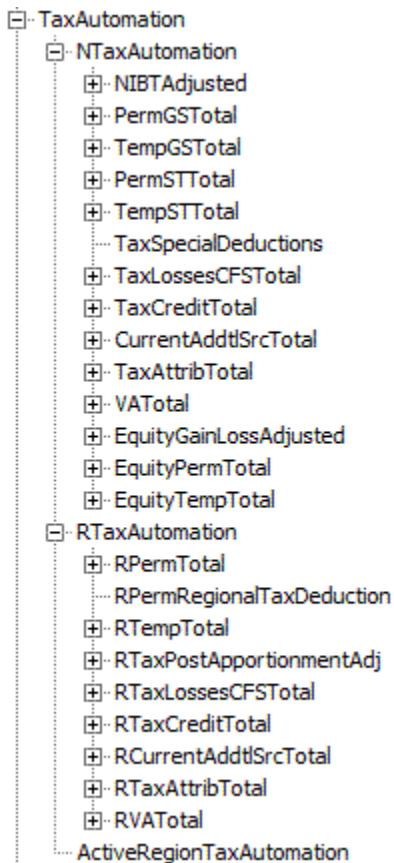 TaxAutomation
NTaxAutomation
NIBTAdjusted
PermGSTotal
TempGSTotal
PermSTTotal
TempSTTotal
TaxSpecialDeductions
TaxLossesCFSTotal
TaxCreditTotal
CurrentAddtlSrcTotal
TaxAttribTotal
VATotal
EquityGainLossAdjusted
EquityPermTotal
EquityTempTotal
RTaxAutomation
RPermTotal
RPermRegionalTaxDeduction
RTempTotal
RTaxPostApportionmentAdj
RTaxLossesCFSTotal
RTaxCreditTotal
RCurrentAddtlSrcTotal
RTaxAttribTotal
RVATotal
ActiveRegionTaxAutomation